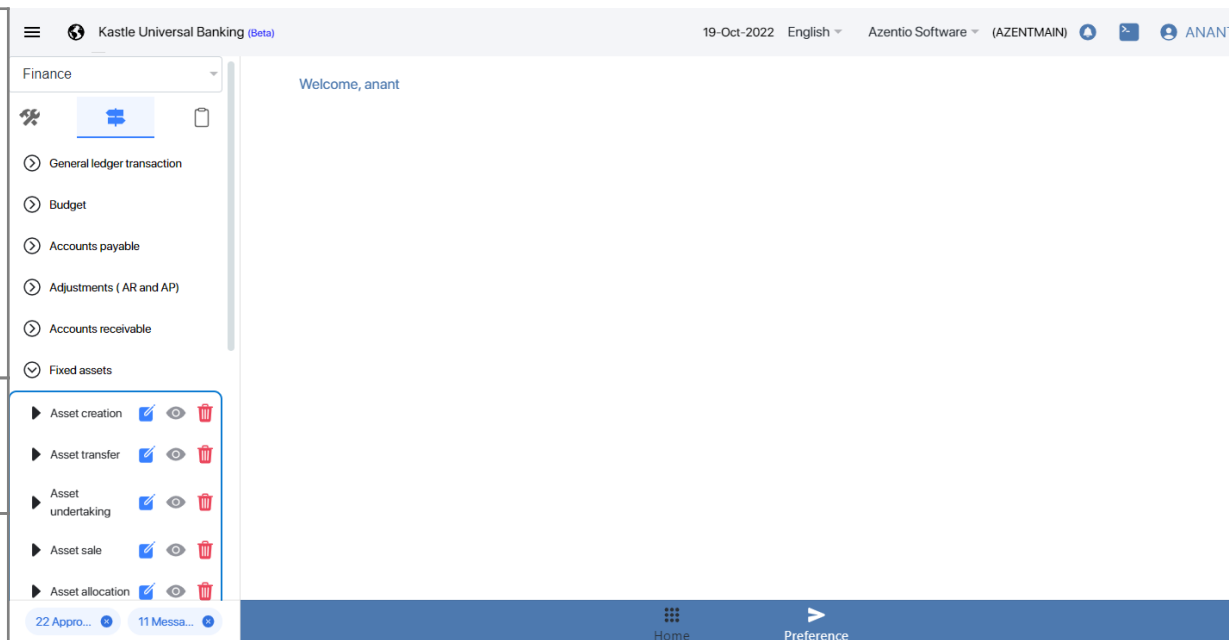 Kastle Universal Banking (Beta)
19-Oct-2022 English Azentio Software (AZENTMAIN) ANANT
Finance
Welcome, anant
General ledger transaction
Budget
Accounts payable
Adjustments ( AR and AP)
Accounts receivable
Fixed assets
Asset creation
Asset transfer
Asset
undertaking
Asset sale
Asset allocation
22 Appro... 11 Messa...
Home Preference